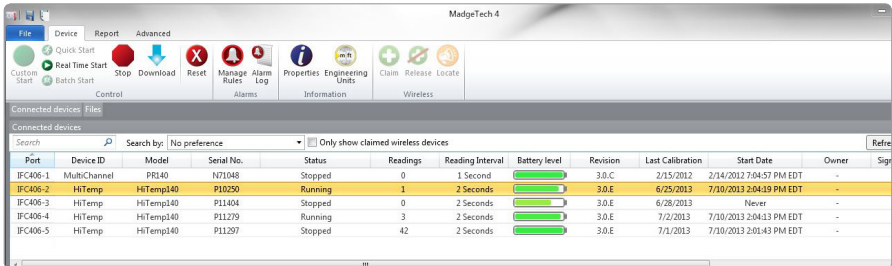 MadgeTech 4
File Device Report Advanced
Quick Start
Real Time Start
Batch Start
Custom Start Stop Download Reset Manage Rules Alarm Log Properties Engineering Units Claim Release Locate
Control Alarms Information Wireless
Connected devices Files
Connected devices
Search Search by: No preference Only show claimed wireless devices Refre
Port Device ID Model Serial No. Status Readings Reading Interval Battery level Revision Last Calibration Start Date Owner Sign
IFC406-1 MultiChannel PR140 N71048 Stopped 0 1 Second 3.0.C 2/15/2012 2/14/2012 7:04:57 PM EDT -
IFC406-2 HiTemp HiTemp140 P10250 Running 1 2 Seconds 3.0.E 6/25/2013 7/10/2013 2:04:19 PM EDT -
IFC406-3 HiTemp HiTemp140 P11404 Stopped 0 2 Seconds 3.0.E 6/28/2013 Never -
IFC406-4 HiTemp HiTemp140 P11279 Running 3 2 Seconds 3.0.E 7/2/2013 7/10/2013 2:04:13 PM EDT -
IFC406-5 HiTemp HiTemp140 P11297 Stopped 42 2 Seconds 3.0.E 7/1/2013 7/10/2013 2:01:43 PM EDT -